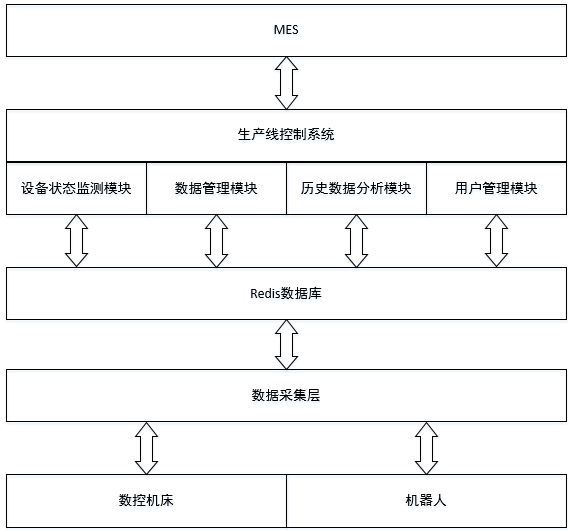 MES
生产线控制系统
设备状态监测模块
数据管理模块
历史数据分析模块
用户管理模块
Redis数据库
数据采集层
数控机床
机器人